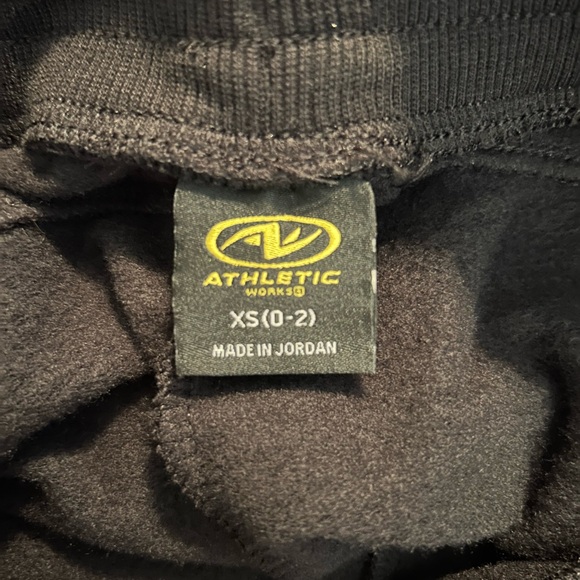 ATHLETIC
WORKS®
XS(0-2)
MADE IN JORDAN